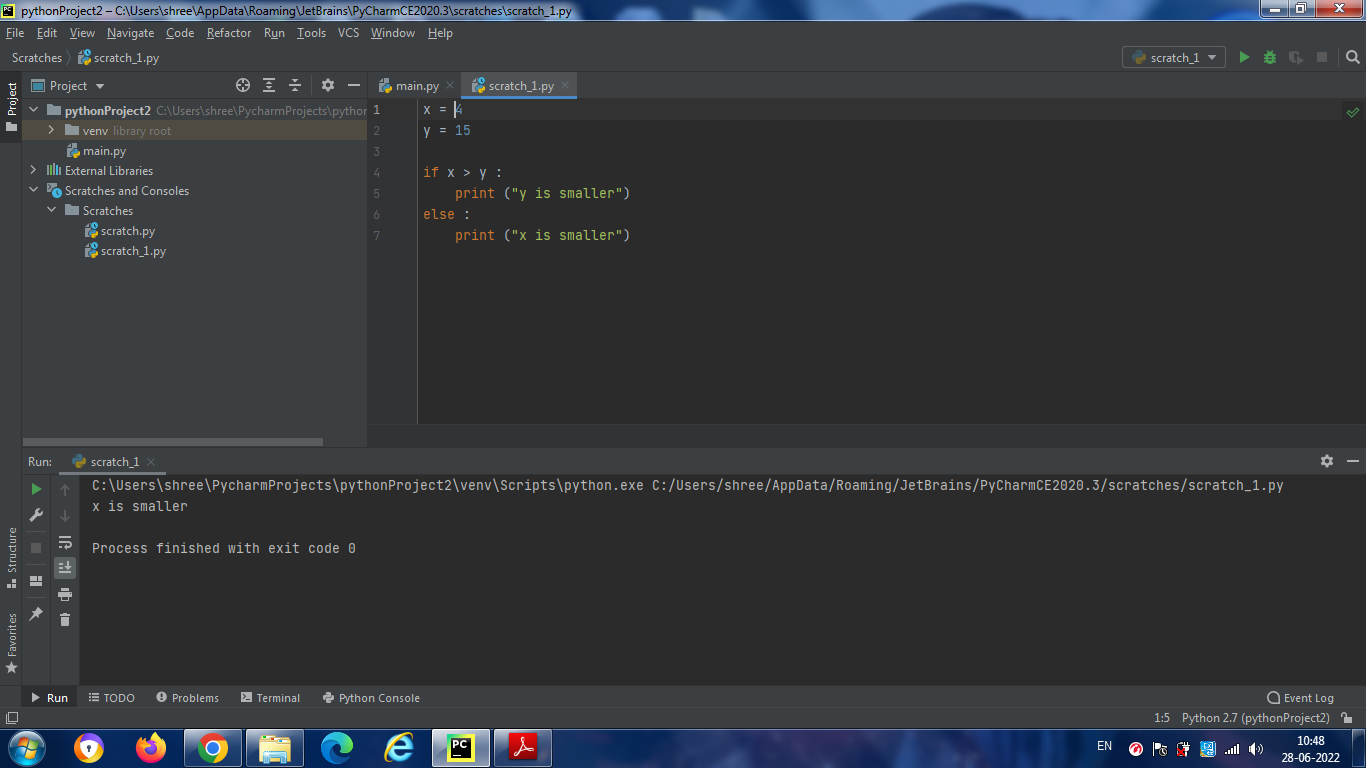 pythonProject2 – C:\Users\shree\AppData\Roaming\JetBrains\PyCharmCE2020.3\scratches\scratch_1.py
File Edit View Navigate Code Refactor Run Tools VCS Window Help
Scratches scratch_1.py
scratch_1
Project
Project
main.py
scratch_1.py
pythonProject2 C:\Users\shree\PycharmProjects\python
venv library root
main.py
External Libraries
Scratches and Consoles
Scratches
scratch.py
scratch_1.py
1 x = 4
2 y = 15
3
4 if x > y :
5 print ("y is smaller")
6 else :
7 print ("x is smaller")
Run: scratch_1
C:\Users\shree\PycharmProjects\pythonProject2\venv\Scripts\python.exe C:/Users/shree/AppData/Roaming/JetBrains/PyCharmCE2020.3/scratches/scratch_1.py
x is smaller
Process finished with exit code 0
Structure
Favorites
Run TODO Problems Terminal Python Console Event Log
1:5 Python 2.7 (pythonProject2)
PC
EN
10:48
28-06-2022